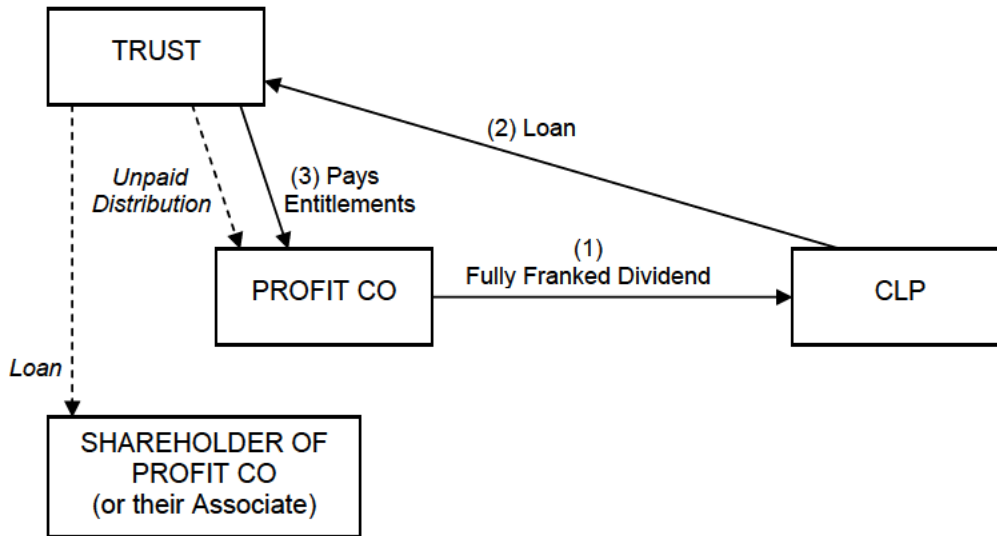 TRUST
(2) Loan
Unpaid
Distribution
(3) Pays
Entitlements
(1)
Fully Franked Dividend
PROFIT CO
CLP
Loan
SHAREHOLDER OF
PROFIT CO
(or their Associate)